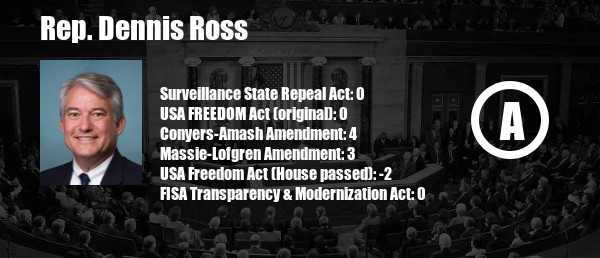 Rep. Dennis Ross
Surveillance State Repeal Act: 0
USA FREEDOM Act (original): 0
Conyers-Amash Amendment: 4
Massie-Lofgren Amendment: 3
USA Freedom Act (House passed): -2
FISA Transparency & Modernization Act: 0
A